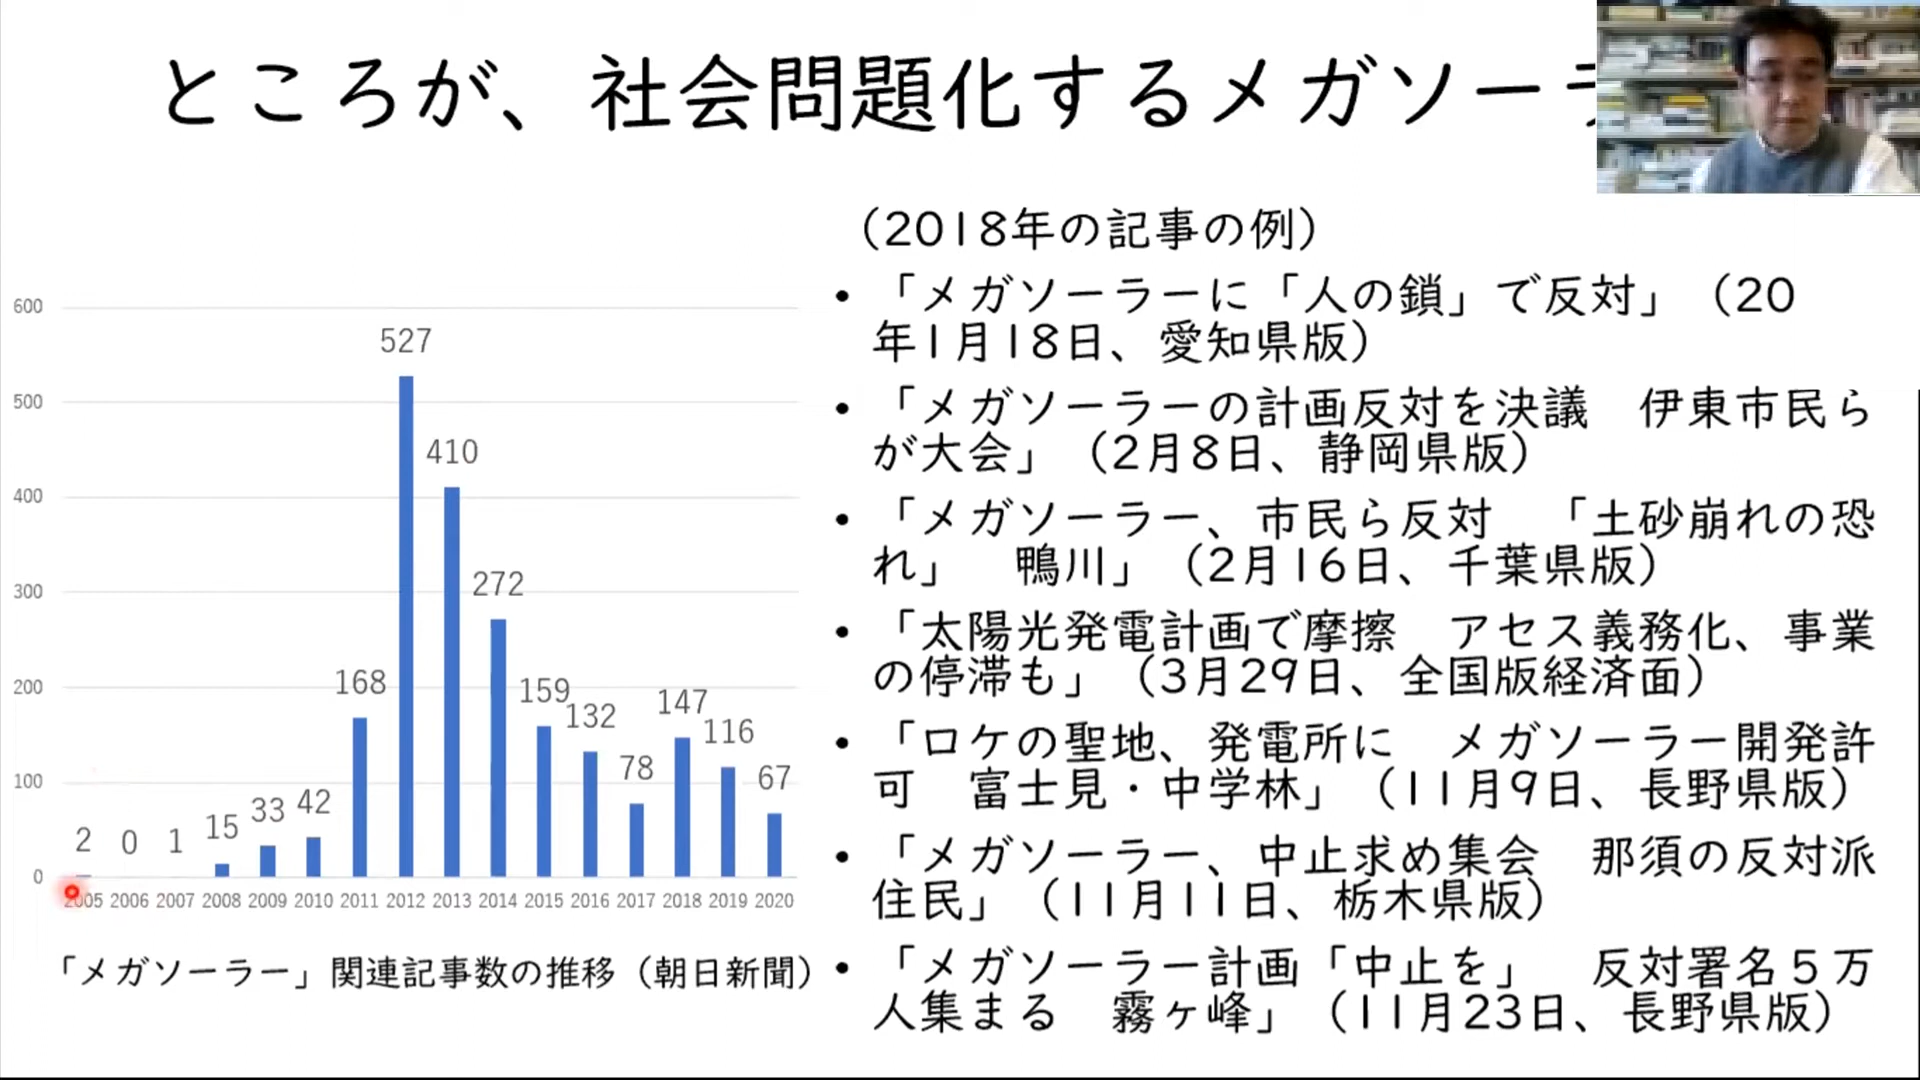 ところが、社会問題化するメガソー
(2018年の記事の例)
600
500
400
300
200
100
0
2
0
1
15
33
42
168
527
410
272
159
132
78
147
116
67
2005
2006
2007
2008
2009
2010
2011
2012
2013
2014
2015
2016
2017
2018
2019
2020
「メガソーラー」関連記事数の推移(朝日新聞)
• 「メガソーラーに「人の鎖」で反対」(20
年1月18日、愛知県版)
• 「メガソーラーの計画反対を決議　伊東市民ら
が大会」(2月8日、静岡県版)
• 「メガソーラー、市民ら反対　「土砂崩れの恐
れ」　鴨川」(2月16日、千葉県版)
• 「太陽光発電計画で摩擦　アセス義務化、事業
の停滞も」(3月29日、全国版経済面)
• 「ロケの聖地、発電所に　メガソーラー開発許
可　富士見・中学林」(11月9日、長野県版)
• 「メガソーラー、中止求め集会　那須の反対派
住民」(11月11日、栃木県版)
• 「メガソーラー計画「中止を」　反対署名５万
人集まる　霧ヶ峰」(11月23日、長野県版)